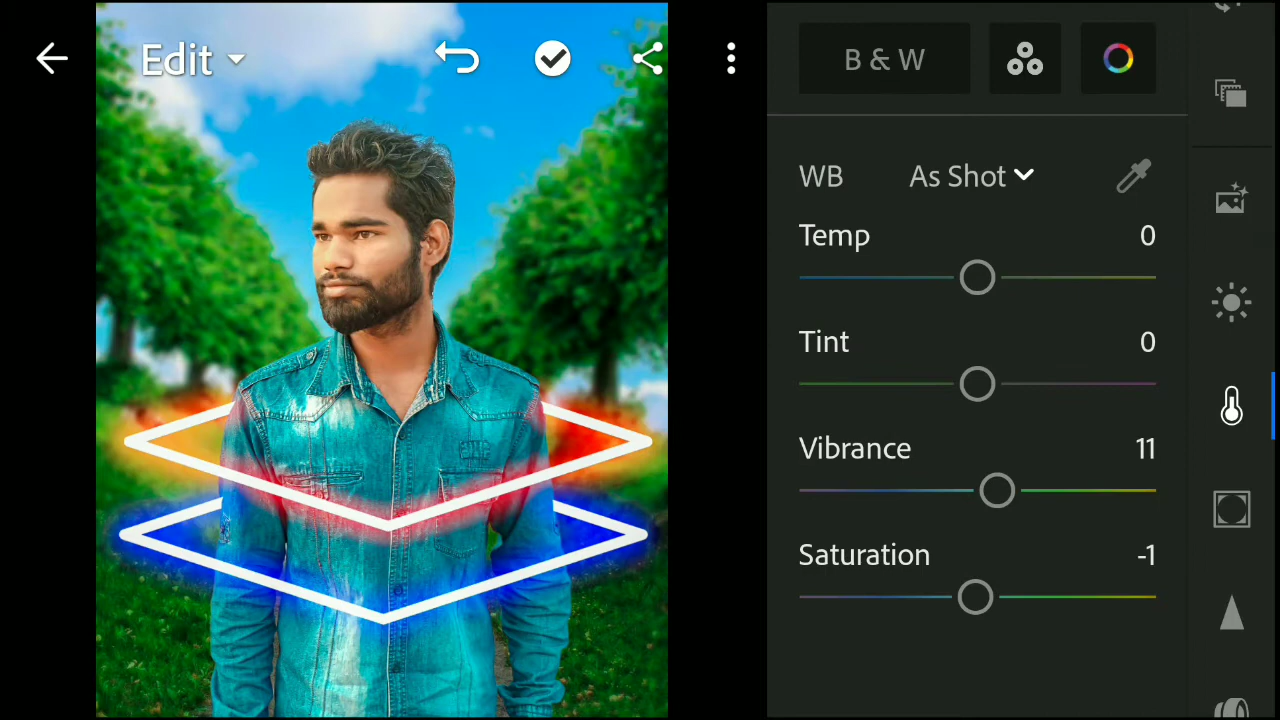 Edit
B & W
WB As Shot
Temp 0
Tint 0
Vibrance 11
Saturation -1